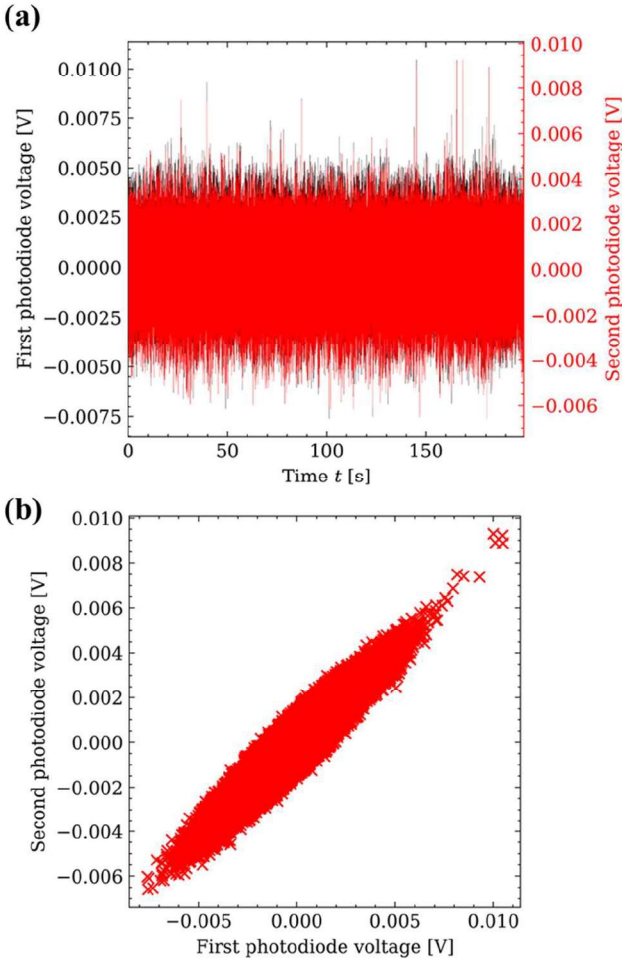 (a)
First photodiode voltage [V]
0.0100
0.0075
0.0050
0.0025
0.0000
−0.0025
−0.0050
−0.0075
0 50 100 150
Time t [s]
0.010
0.008
0.006
0.004
0.002
0.000
−0.002
−0.004
−0.006
Second photodiode voltage [V]
(b)
Second photodiode voltage [V]
0.010
0.008
0.006
0.004
0.002
0.000
−0.002
−0.004
−0.006
−0.005 0.000 0.005 0.010
First photodiode voltage [V]